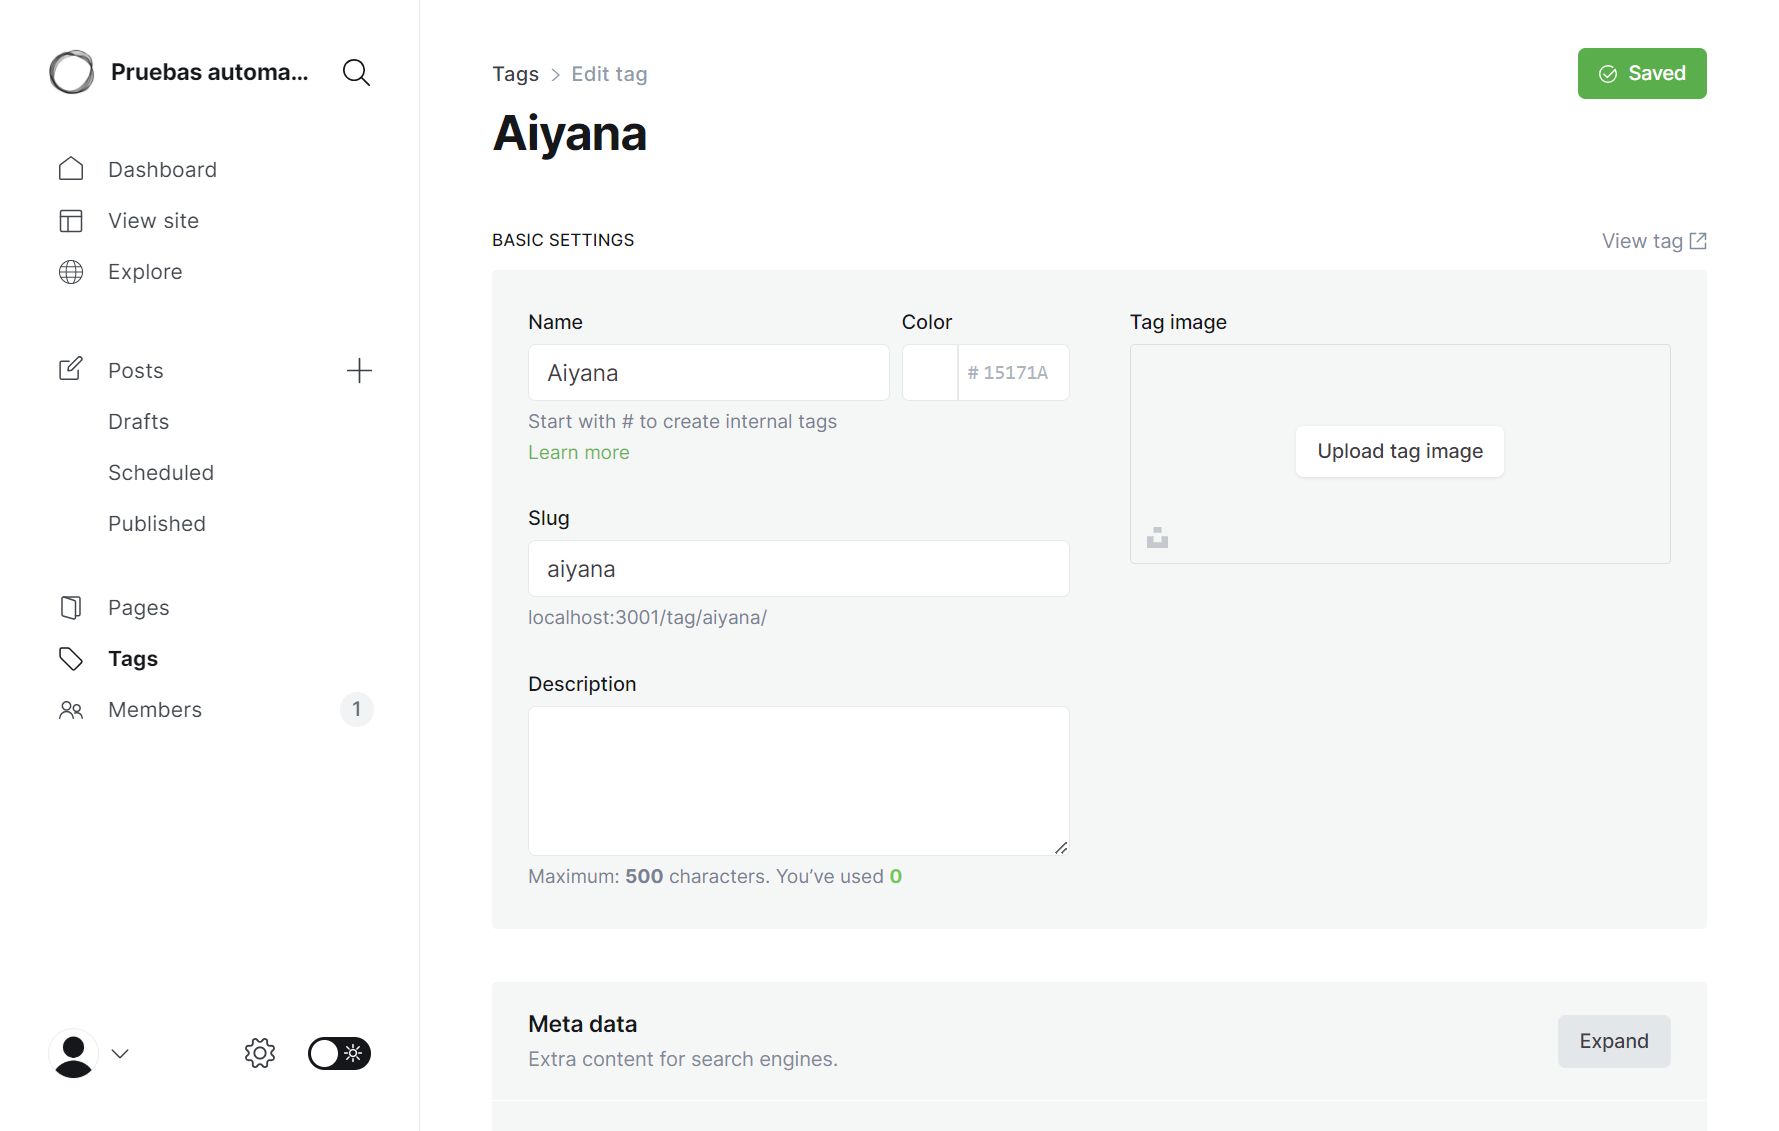 Pruebas automa...
Dashboard
View site
Explore
Posts
Drafts
Scheduled
Published
Pages
Tags
Members
1
Tags > Edit tag
Saved
Aiyana
BASIC SETTINGS
View tag
Name
Aiyana
Start with # to create internal tags
Learn more
Color
# 15171A
Slug
aiyana
localhost:3001/tag/aiyana/
Description
Maximum: 500 characters. You’ve used 0
Tag image
Upload tag image
Meta data
Extra content for search engines.
Expand